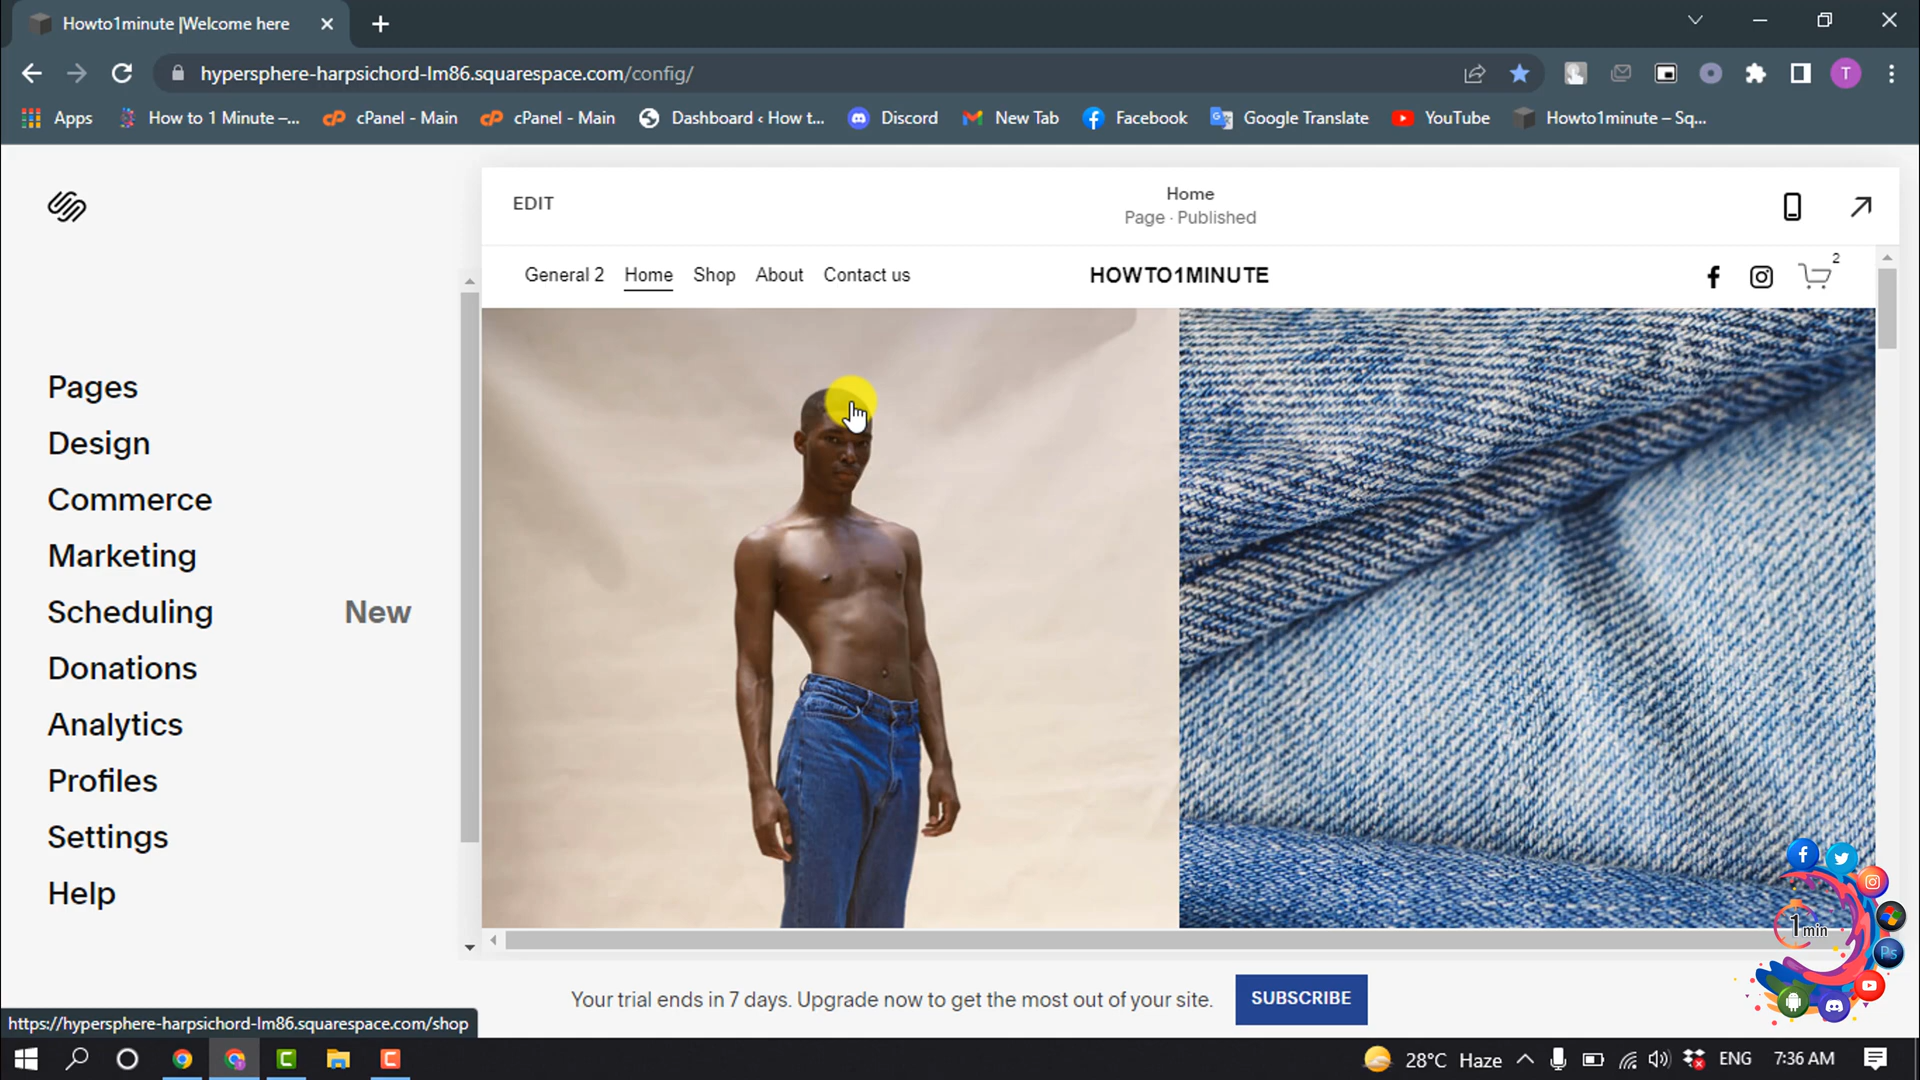 Howto1minute |Welcome here
hypersphere-harpsichord-lm86.squarespace.com/config/
T
Apps
How to 1 Minute –...
cPanel - Main
cPanel - Main
Dashboard ‹ How t...
Discord
New Tab
Facebook
Google Translate
YouTube
Howto1minute – Sq...
EDIT
Home
Page · Published
General 2 Home Shop About Contact us
HOWTO1MINUTE
2
Pages
Design
Commerce
Marketing
Scheduling New
Donations
Analytics
Profiles
Settings
Help
1 min
Ps
Your trial ends in 7 days. Upgrade now to get the most out of your site.
SUBSCRIBE
https://hypersphere-harpsichord-lm86.squarespace.com/shop
28°C Haze
ENG
7:36 AM